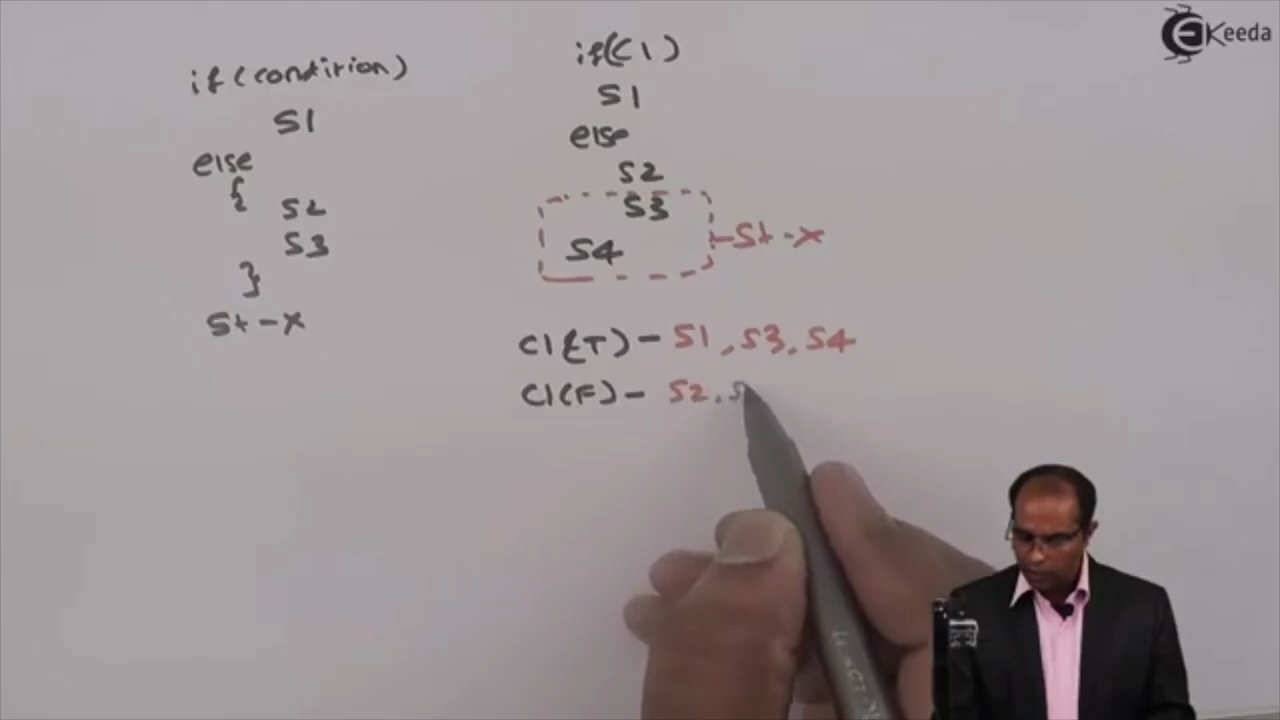 if (condition)
S1
else
{
S2
S3
}
St-x
if(C1)
S1
else
S2
S3
S4
St-x
C1(T) - S1, S3, S4
C1(F) - S2, S
EKeeda